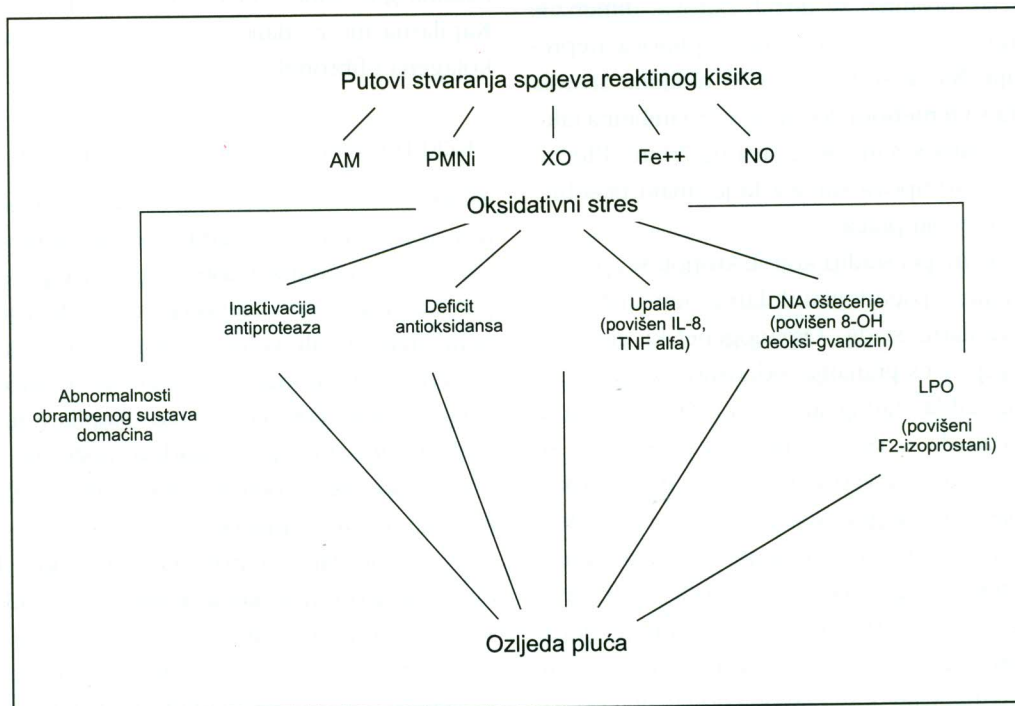 Putovi stvaranja spojeva reaktinog kisika
AM PMNi XO Fe++ NO
Oksidativni stres
Inaktivacija
antiproteaza
Deficit
antioksidansa
Upala
(povišen IL-8,
TNF alfa)
DNA oštećenje
(povišen 8-OH
deoksi-gvanozin)
Abnormalnosti
obrambenog sustava
domaćina
LPO
(povišeni
F2-izoprostani)
Ozljeda pluća